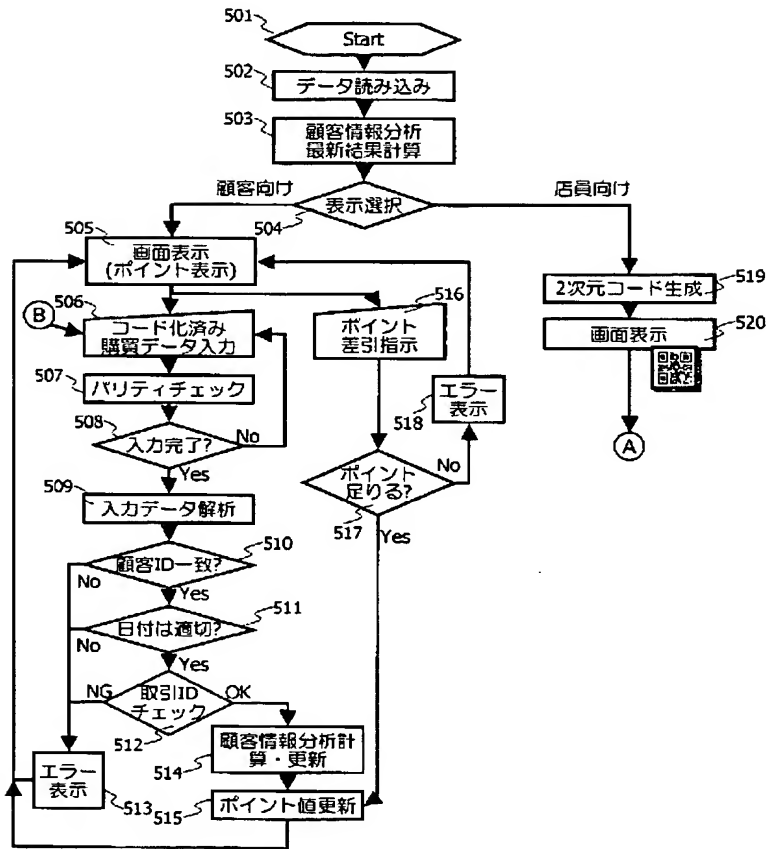 501
Start
502
データ読み込み
503
顧客情報分析
最新結果計算
顧客向け
店員向け
504
表示選択
505
画面表示
(ポイント表示)
519
2次元コード生成
516
B
506
コード化済み
購買データ入力
ポイント
差引指示
520
画面表示
507
パリティチェック
518
エラー
表示
508
入力完了?
No
Yes
A
509
入力データ解析
ポイント
足りる?
No
517
Yes
510
顧客ID一致?
No
Yes
511
日付は適切?
No
Yes
NG
取引ID
チェック
OK
512
514
顧客情報分析計
算・更新
エラー
表示
513
515
ポイント値更新